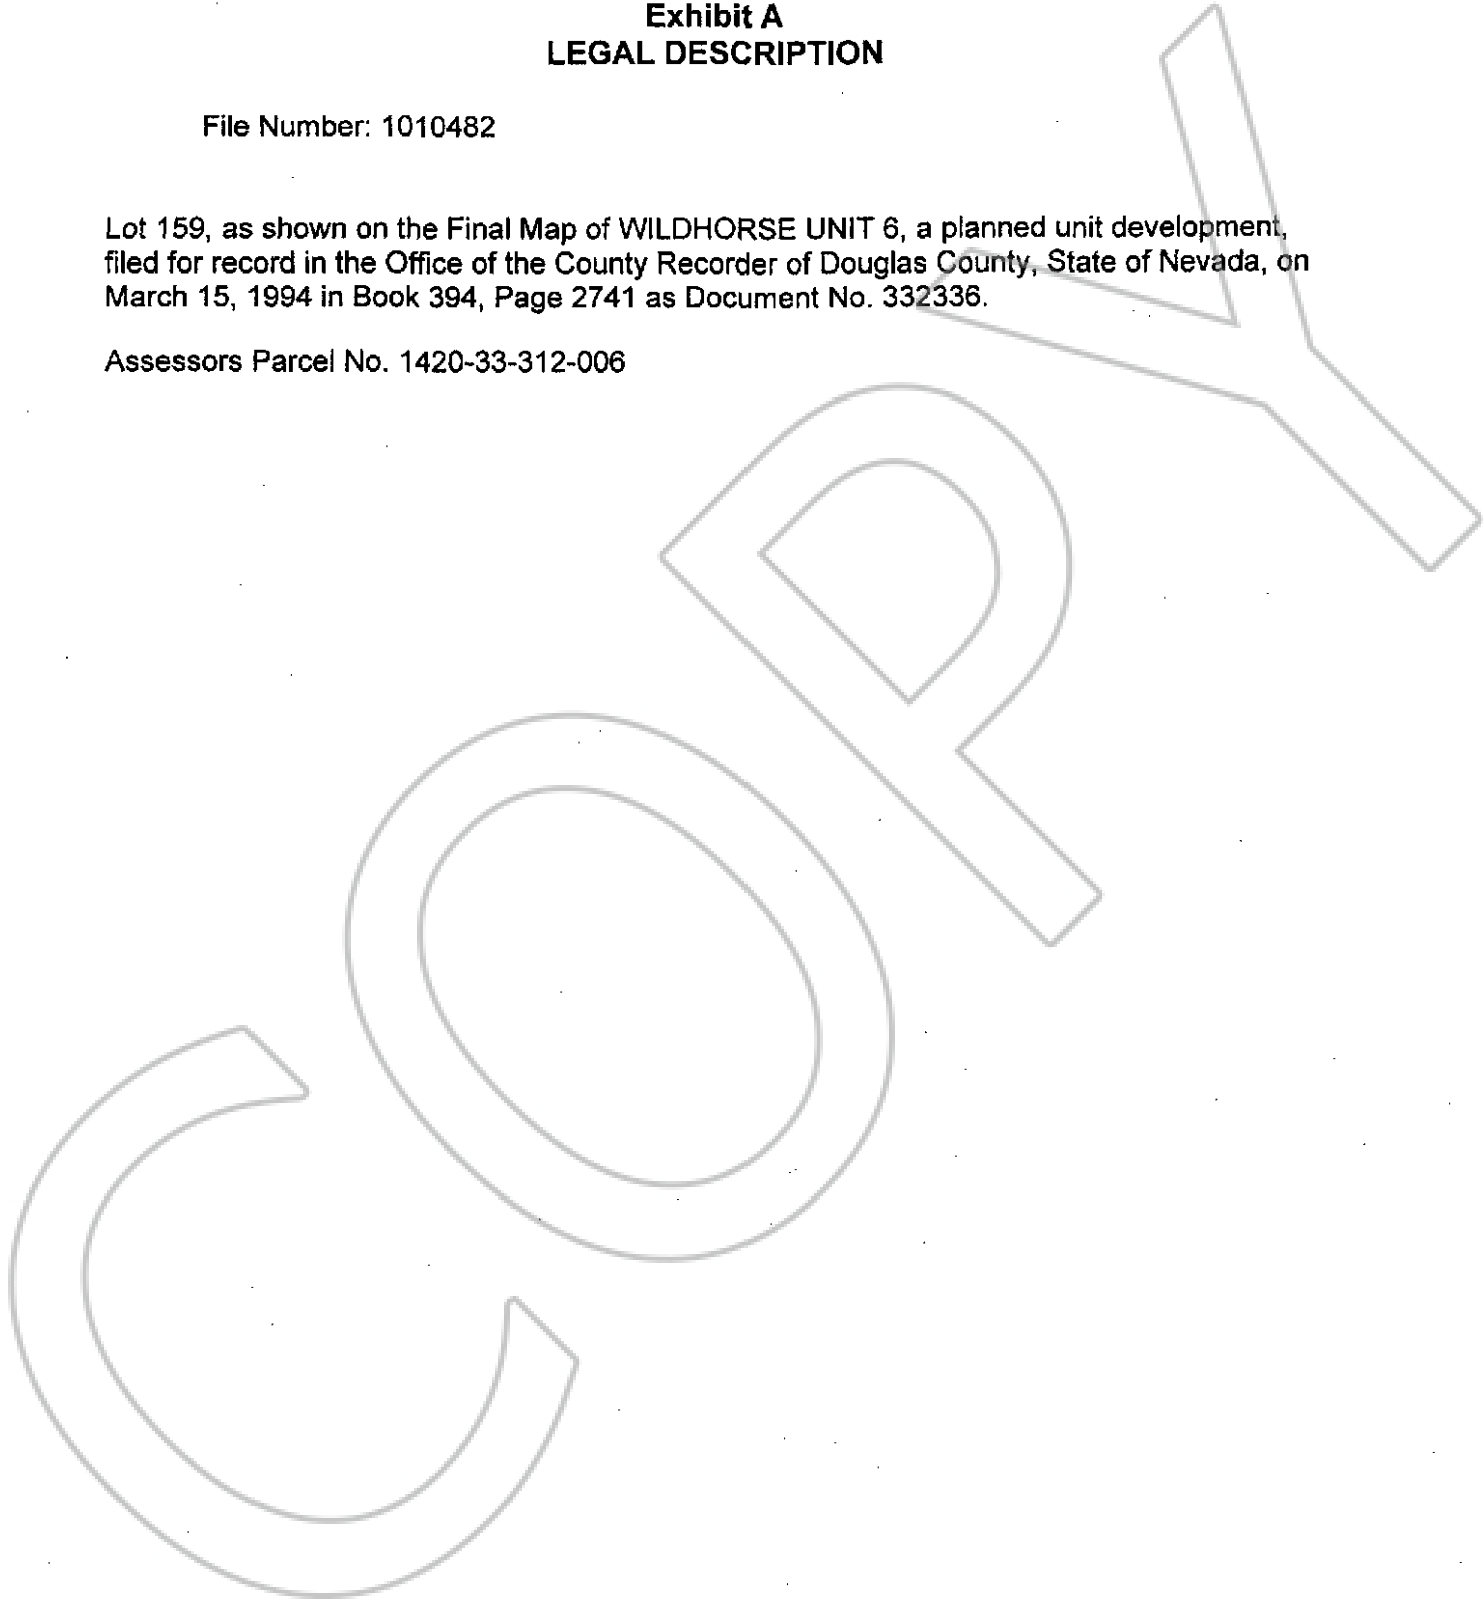 Exhibit A
LEGAL DESCRIPTION
File Number: 1010482
Lot 159, as shown on the Final Map of WILDHORSE UNIT 6, a planned unit development,
filed for record in the Office of the County Recorder of Douglas County, State of Nevada, on
March 15, 1994 in Book 394, Page 2741 as Document No. 332336.
Assessors Parcel No. 1420-33-312-006
COPY